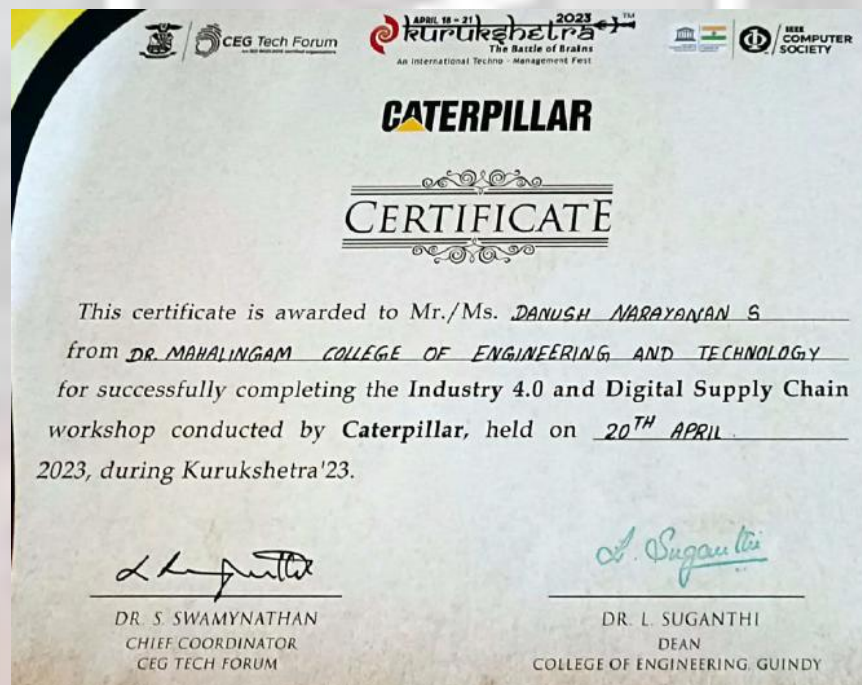 CEG Tech Forum
APRIL 18 - 21 2023 TM
kurukshetra
The Battle of Brains
An International Techno - Management Fest
IEEE
COMPUTER
SOCIETY
CATERPILLAR
CERTIFICATE
This certificate is awarded to Mr./Ms. DANUSH NARAYANAN S
from DR. MAHALINGAM COLLEGE OF ENGINEERING AND TECHNOLOGY
for successfully completing the Industry 4.0 and Digital Supply Chain
workshop conducted by Caterpillar, held on 20TH APRIL
2023, during Kurukshetra'23.
L. Suganthi
DR. S. SWAMYNATHAN
DR. L. SUGANTHI
CHIEF COORDINATOR
DEAN
CEG TECH FORUM
COLLEGE OF ENGINEERING, GUINDY